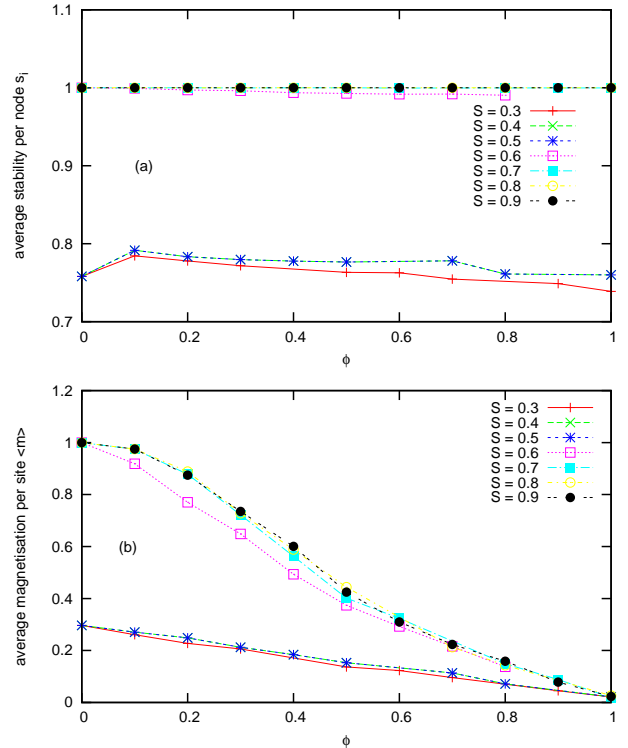 1.1
1
0.9
0.8
0.7
average stability per node s_i
(a)
S = 0.3
S = 0.4
S = 0.5
S = 0.6
S = 0.7
S = 0.8
S = 0.9
0 0.2 0.4 0.6 0.8 1
ϕ
1.2
1
0.8
0.6
0.4
0.2
0
average magnetisation per site <m>
(b)
S = 0.3
S = 0.4
S = 0.5
S = 0.6
S = 0.7
S = 0.8
S = 0.9
0 0.2 0.4 0.6 0.8 1
ϕ